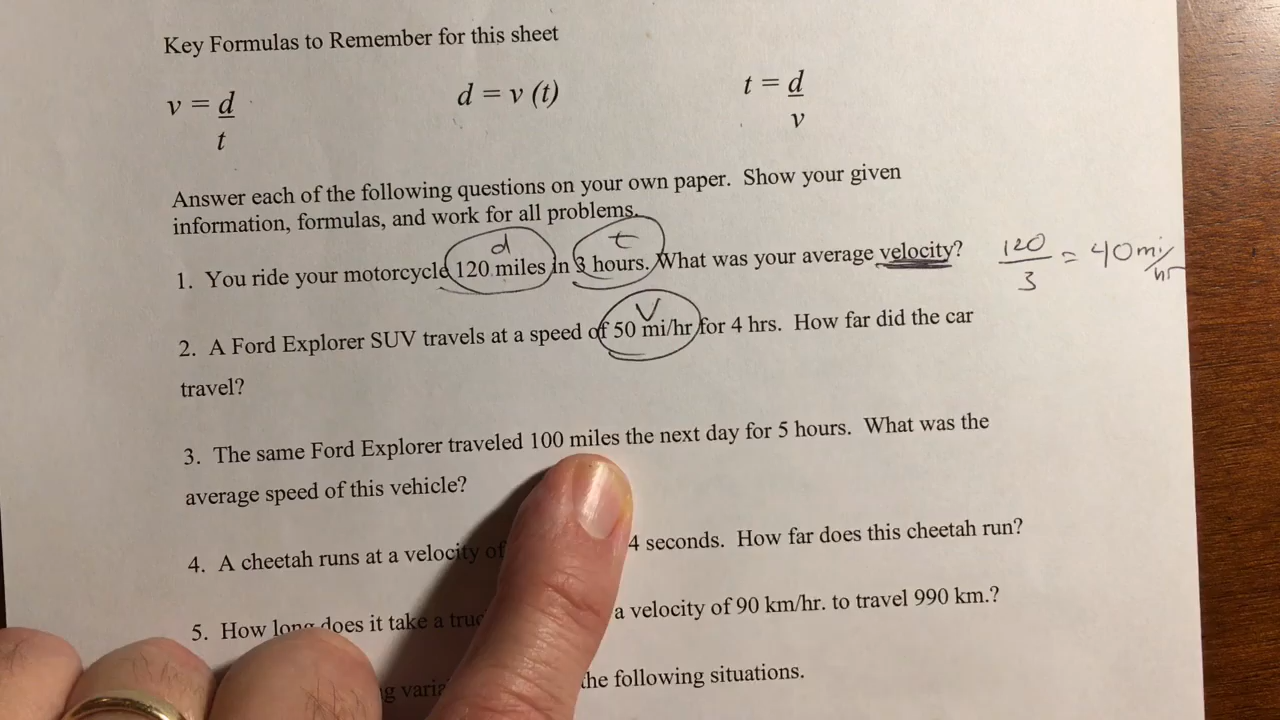 Key Formulas to Remember for this sheet
v = d/t d = v (t) t = d/v
Answer each of the following questions on your own paper. Show your given
information, formulas, and work for all problems.
d t
1. You ride your motorcycle 120 miles in 3 hours. What was your average velocity? 120/3 = 40 mi/hr
V
2. A Ford Explorer SUV travels at a speed of 50 mi/hr for 4 hrs. How far did the car
travel?
3. The same Ford Explorer traveled 100 miles the next day for 5 hours. What was the
average speed of this vehicle?
4. A cheetah runs at a velocity of 4 seconds. How far does this cheetah run?
5. How long does it take a a velocity of 90 km/hr. to travel 990 km.?
the following situations.